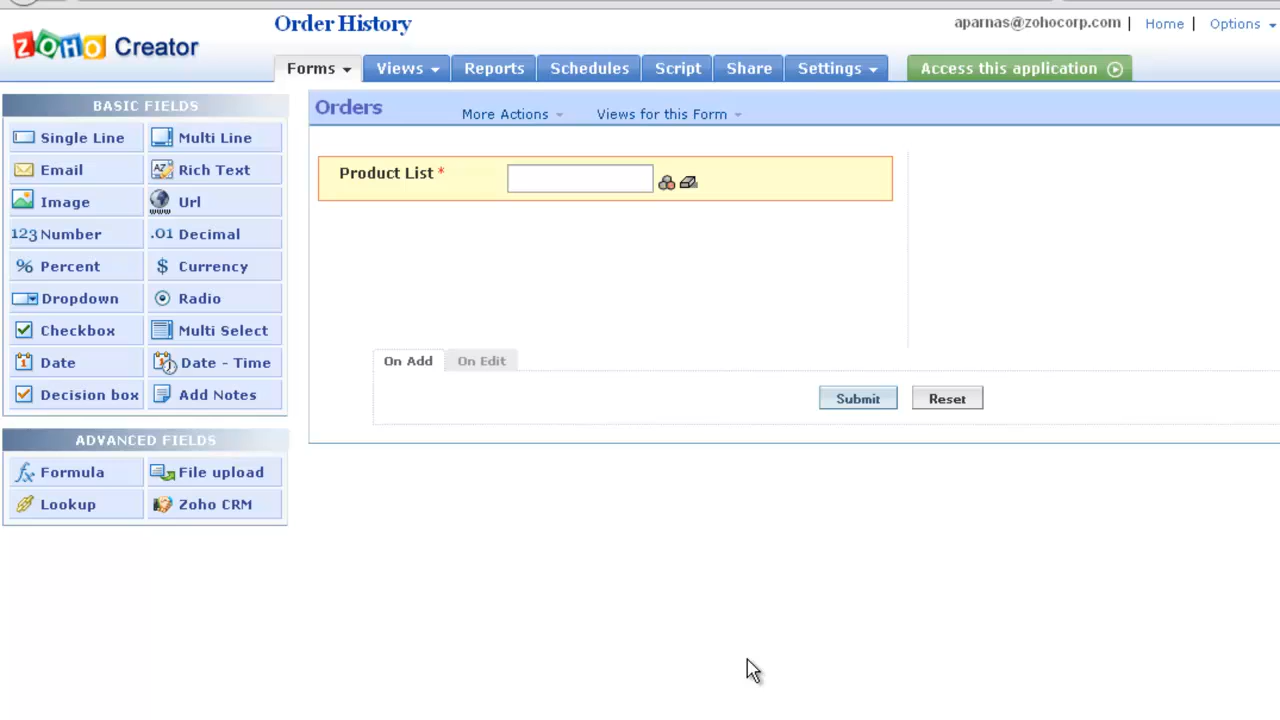 Order History
aparnas@zohocorp.com | Home | Options
ZOHO Creator
Forms Views Reports Schedules Script Share Settings Access this application
BASIC FIELDS
Single Line Multi Line
Email Rich Text
Image Url
123 Number .01 Decimal
% Percent $ Currency
Dropdown Radio
Checkbox Multi Select
Date Date - Time
Decision box Add Notes
ADVANCED FIELDS
fx Formula File upload
Lookup Zoho CRM
Orders More Actions Views for this Form
Product List *
On Add On Edit
Submit Reset